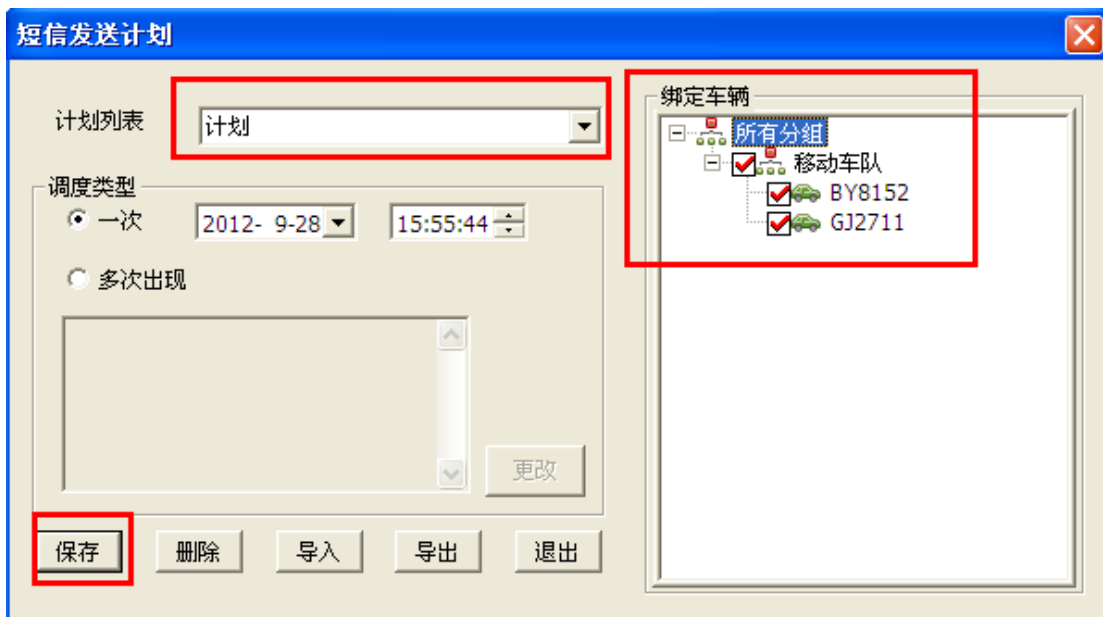 短信发送计划
计划列表
计划
调度类型
一次
2012- 9-28
15:55:44
多次出现
更改
保存
删除
导入
导出
退出
绑定车辆
所有分组
移动车队
BY8152
GJ2711